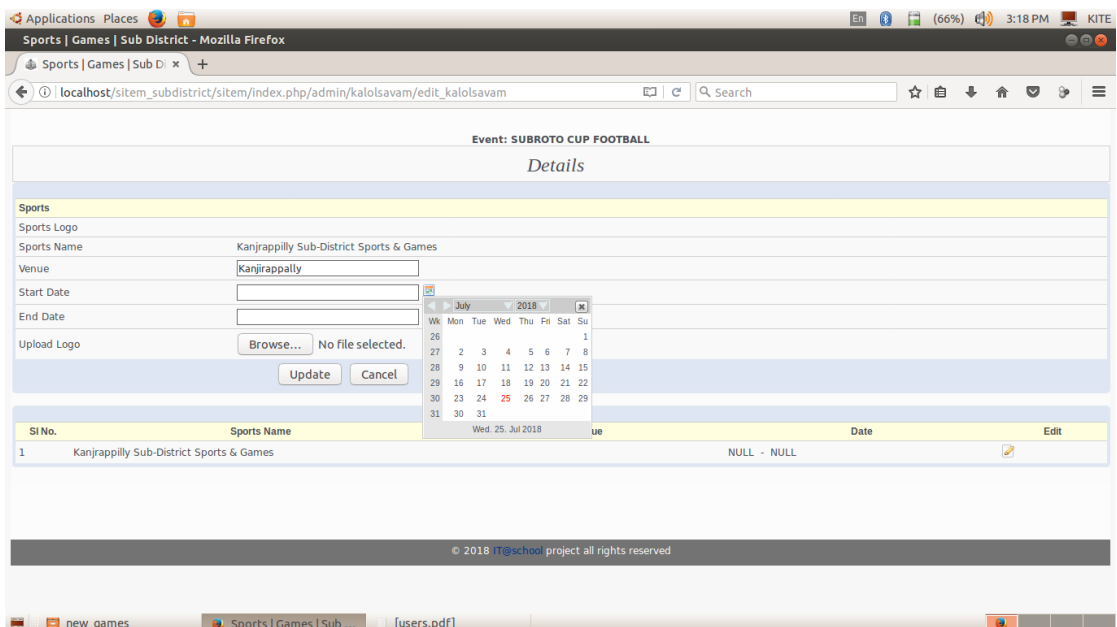 Applications Places En (66%) 3:18 PM KITE
Sports | Games | Sub District - Mozilla Firefox
Sports | Games | Sub Di × +
localhost/sitem_subdistrict/sitem/index.php/admin/kalolsavam/edit_kalolsavam Search
Event: SUBROTO CUP FOOTBALL
Details
Sports
Sports Logo
Sports Name Kanjrappilly Sub-District Sports & Games
Venue Kanjirappally
Start Date
End Date
Upload Logo Browse... No file selected.
Update Cancel
July 2018 x
Wk Mon Tue Wed Thu Fri Sat Su
26 1
27 2 3 4 5 6 7 8
28 9 10 11 12 13 14 15
29 16 17 18 19 20 21 22
30 23 24 25 26 27 28 29
31 30 31
Wed. 25. Jul 2018
Sl No. Sports Name ue Date Edit
1 Kanjrappilly Sub-District Sports & Games NULL - NULL
© 2018 IT@school project all rights reserved
new games Sports | Games | Sub ... [users.pdf]